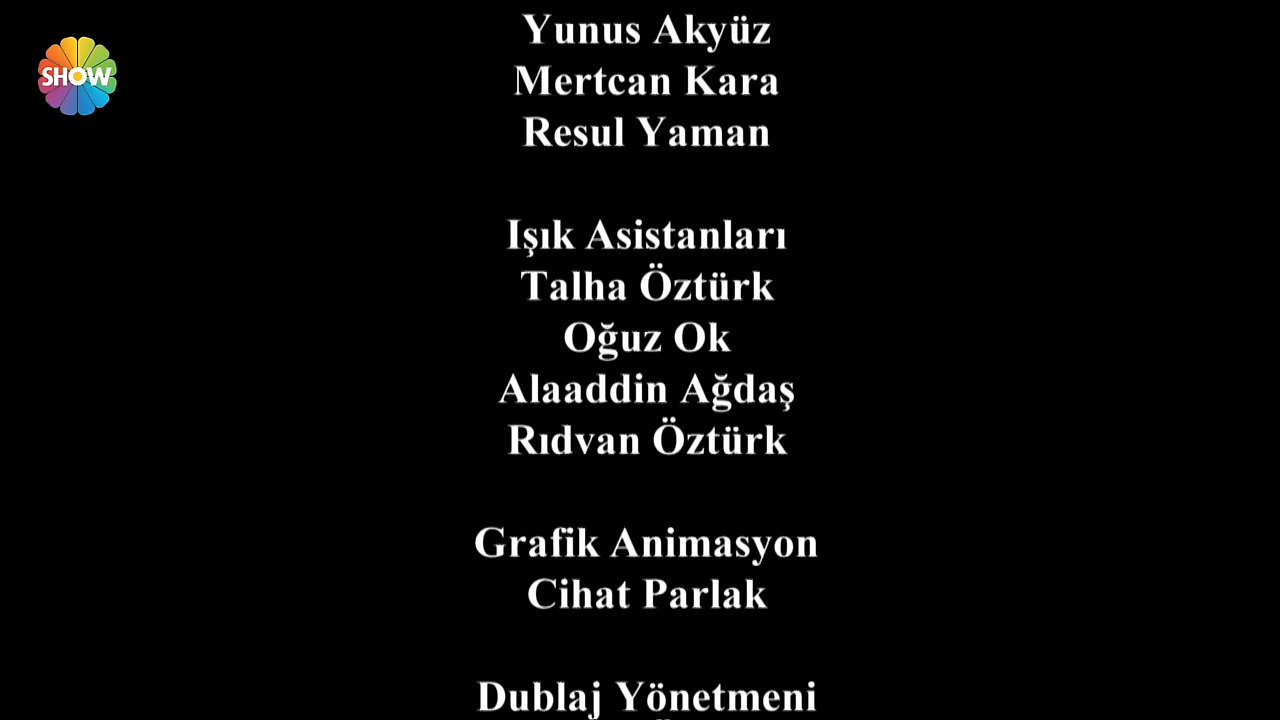 SHOW
Yunus Akyüz
Mertcan Kara
Resul Yaman
Işık Asistanları
Talha Öztürk
Oğuz Ok
Alaaddin Ağdaş
Rıdvan Öztürk
Grafik Animasyon
Cihat Parlak
Dublaj Yönetmeni